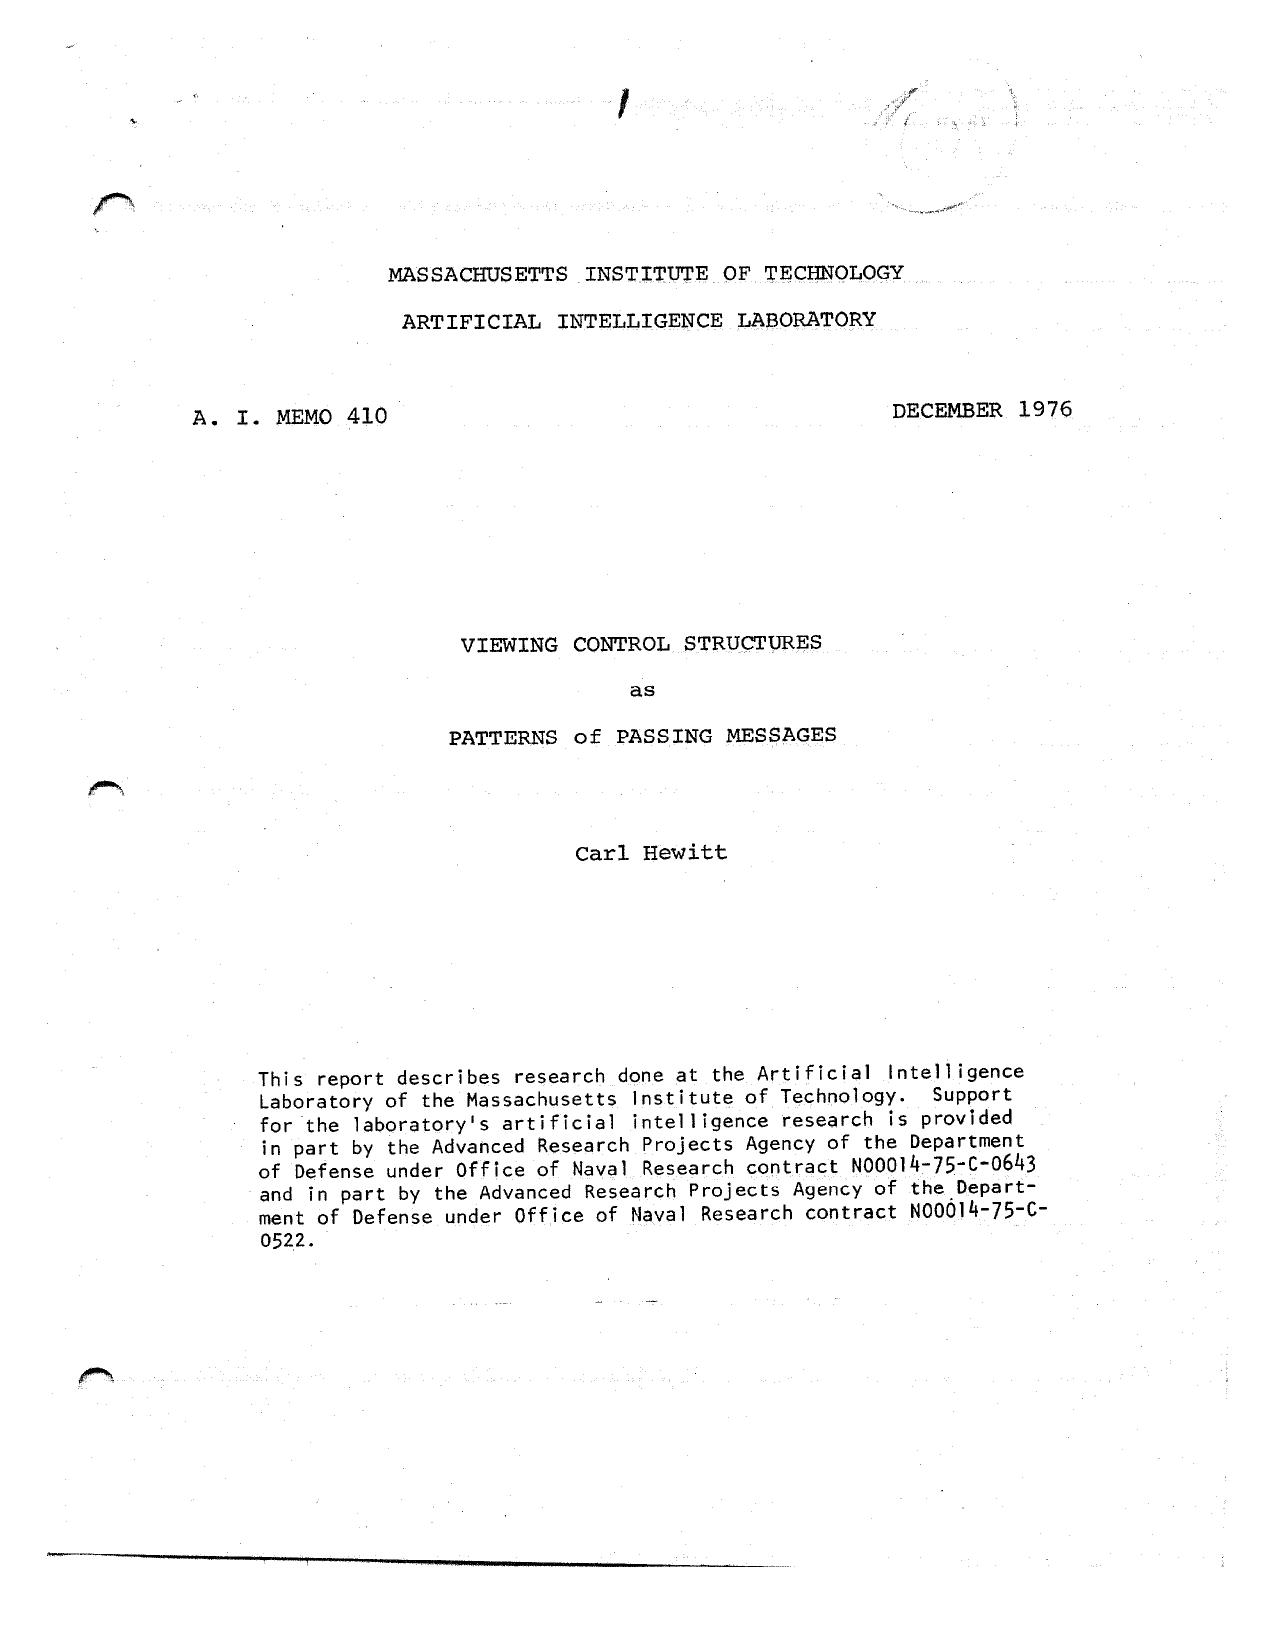 MASSACHUSETTS INSTITUTE OF TECHNOLOGY
ARTIFICIAL INTELLIGENCE LABORATORY
A. I. MEMO 410
DECEMBER 1976
VIEWING CONTROL STRUCTURES
as
PATTERNS of PASSING MESSAGES
Carl Hewitt
This report describes research done at the Artificial Intelligence
Laboratory of the Massachusetts Institute of Technology. Support
for the laboratory's artificial intelligence research is provided
in part by the Advanced Research Projects Agency of the Department
of Defense under Office of Naval Research contract N00014-75-C-0643
and in part by the Advanced Research Projects Agency of the Depart-
ment of Defense under Office of Naval Research contract N00014-75-C-
0522.